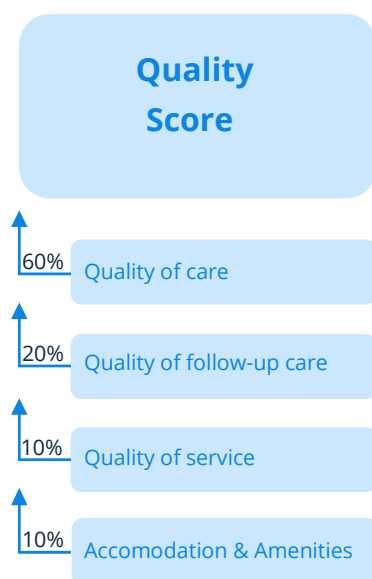 Quality
Score
60%
Quality of care
20%
Quality of follow-up care
10%
Quality of service
10%
Accomodation & Amenities